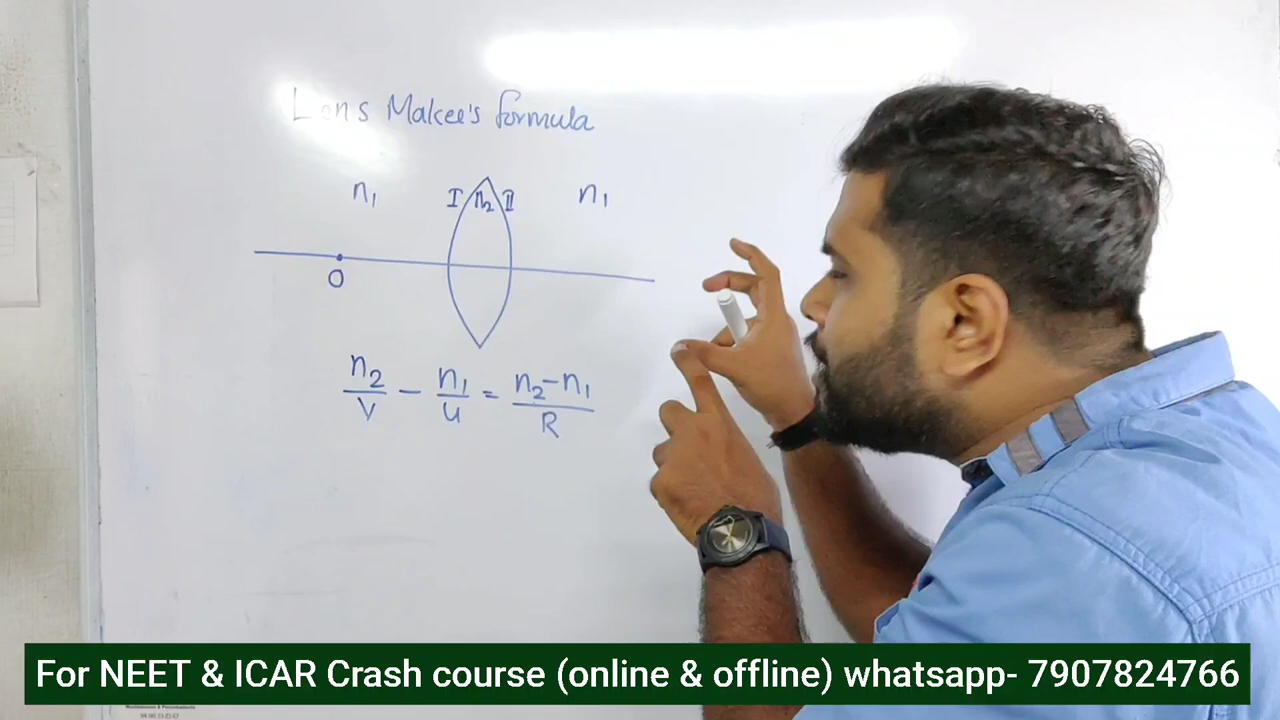 Lens Maker's formula
n₁ I n₂ II n₁
O
n₂/v - n₁/u = n₂-n₁/R
For NEET & ICAR Crash course (online & offline) whatsapp- 7907824766